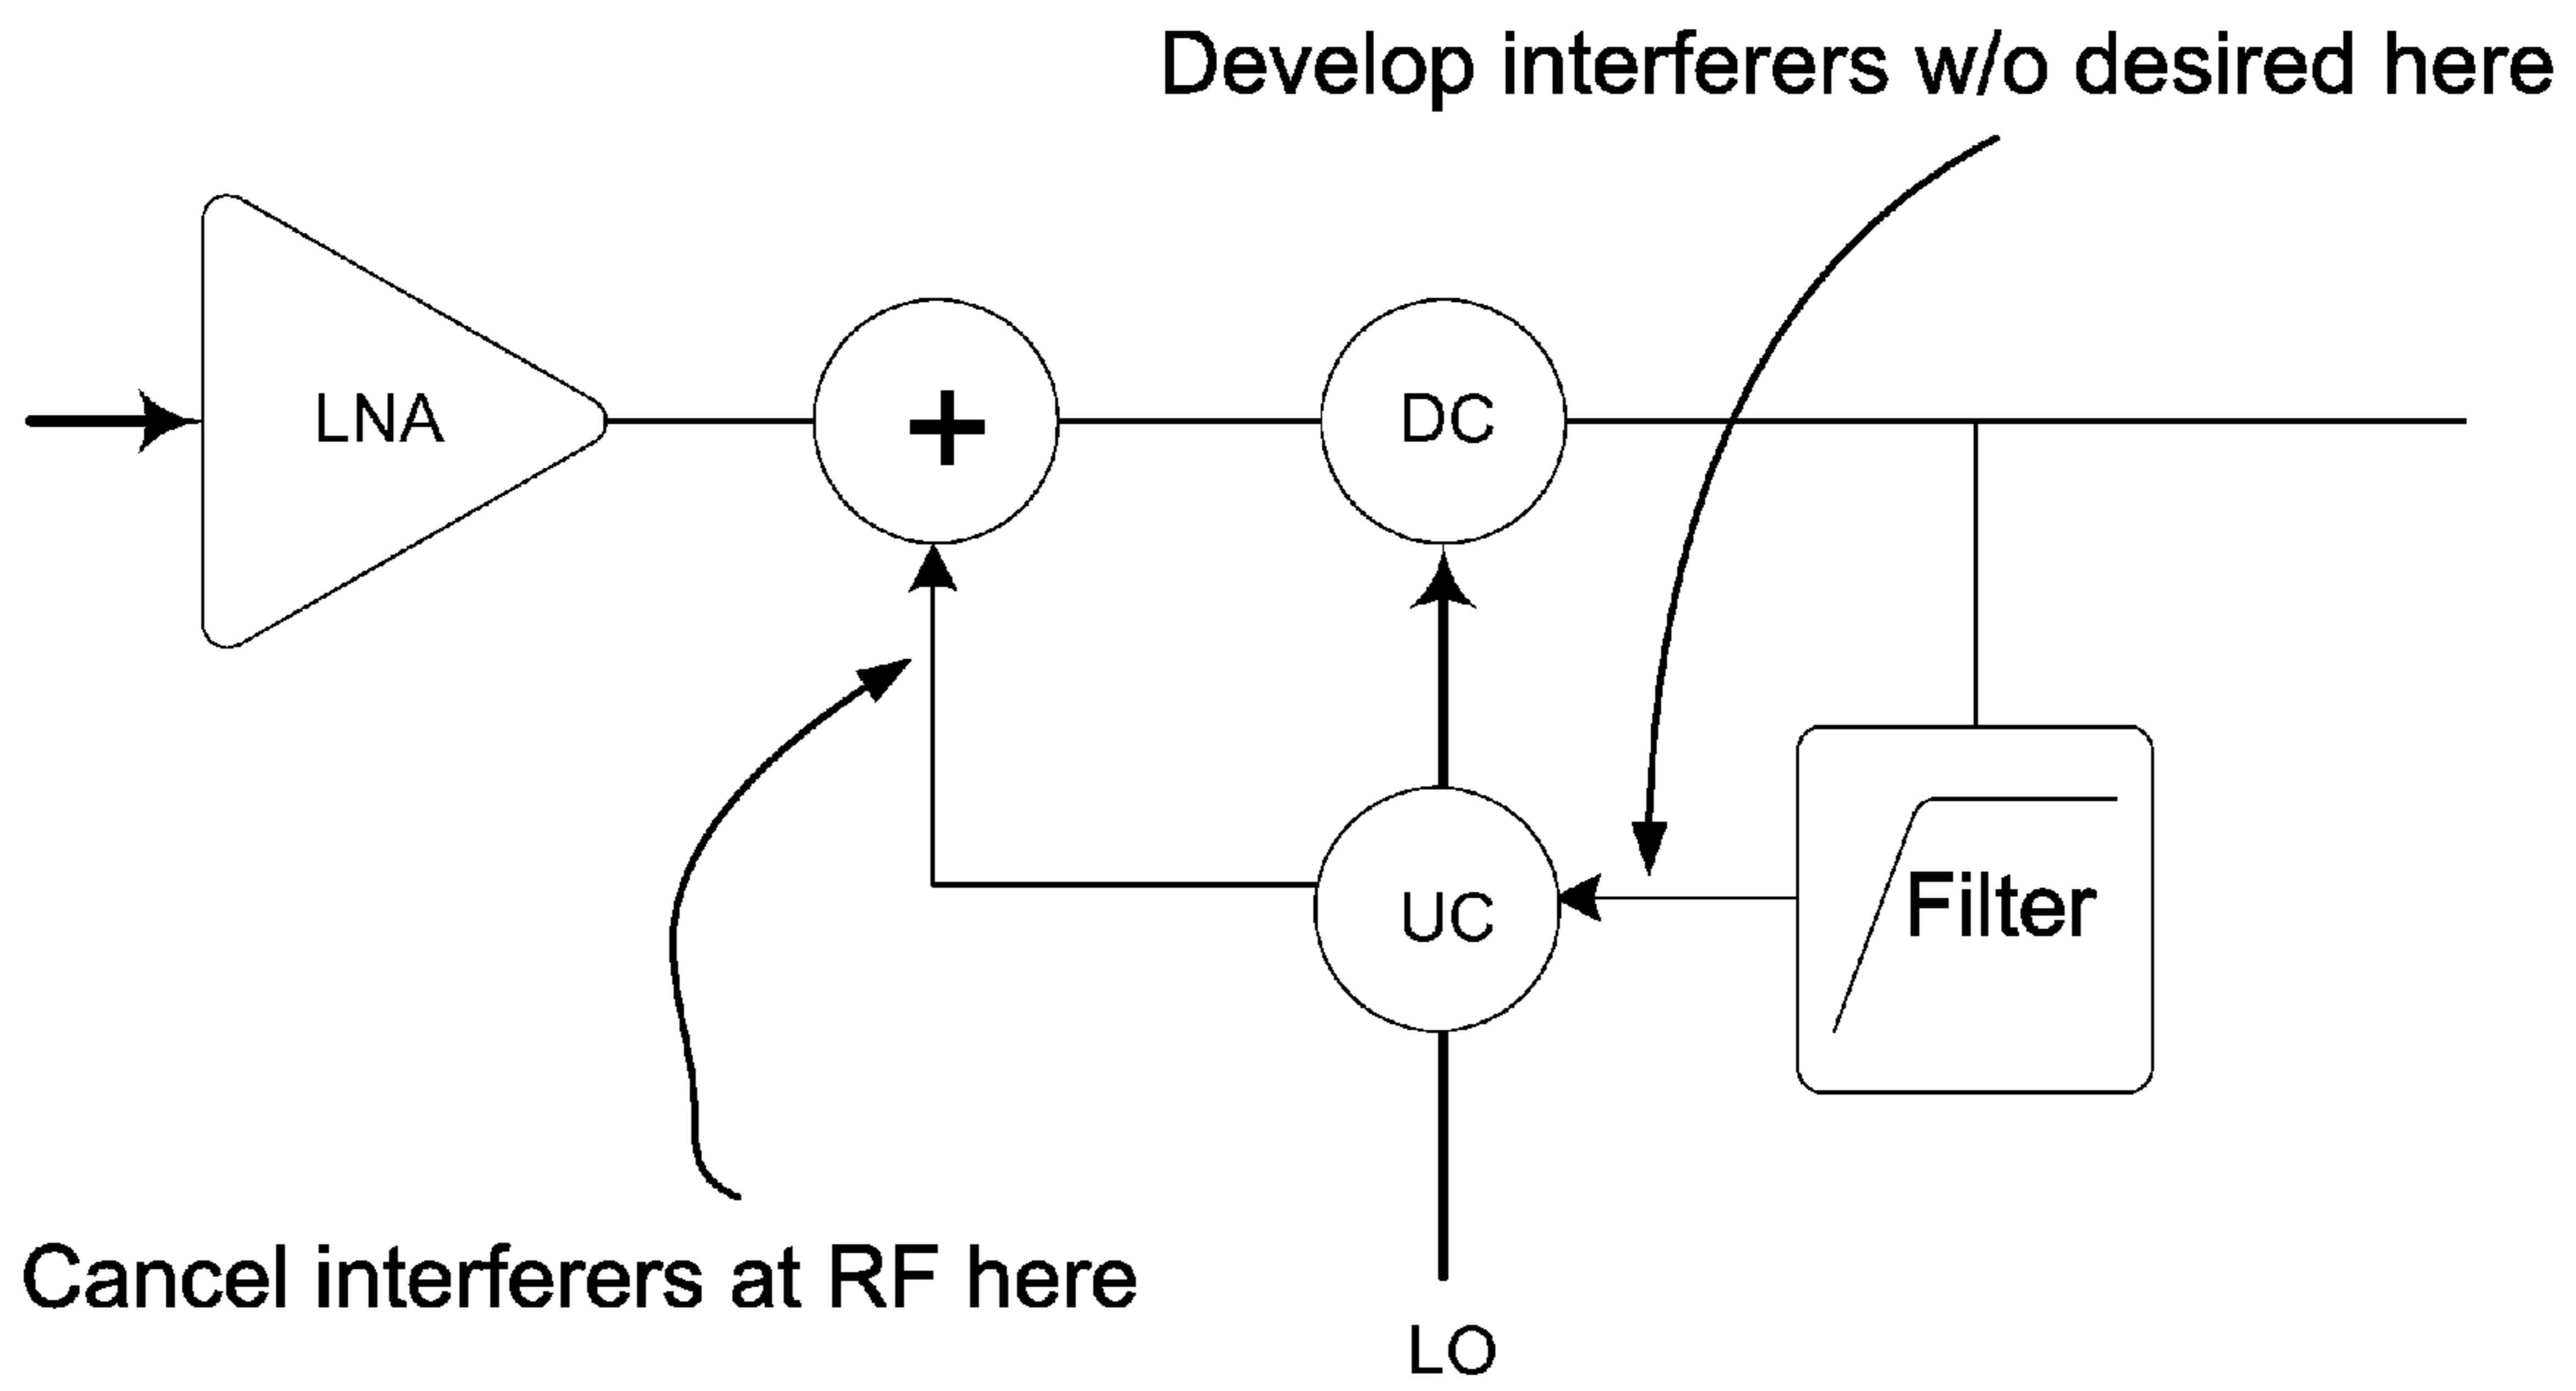 Develop interferers w/o desired here
LNA
+
DC
UC
Filter
Cancel interferers at RF here
LO